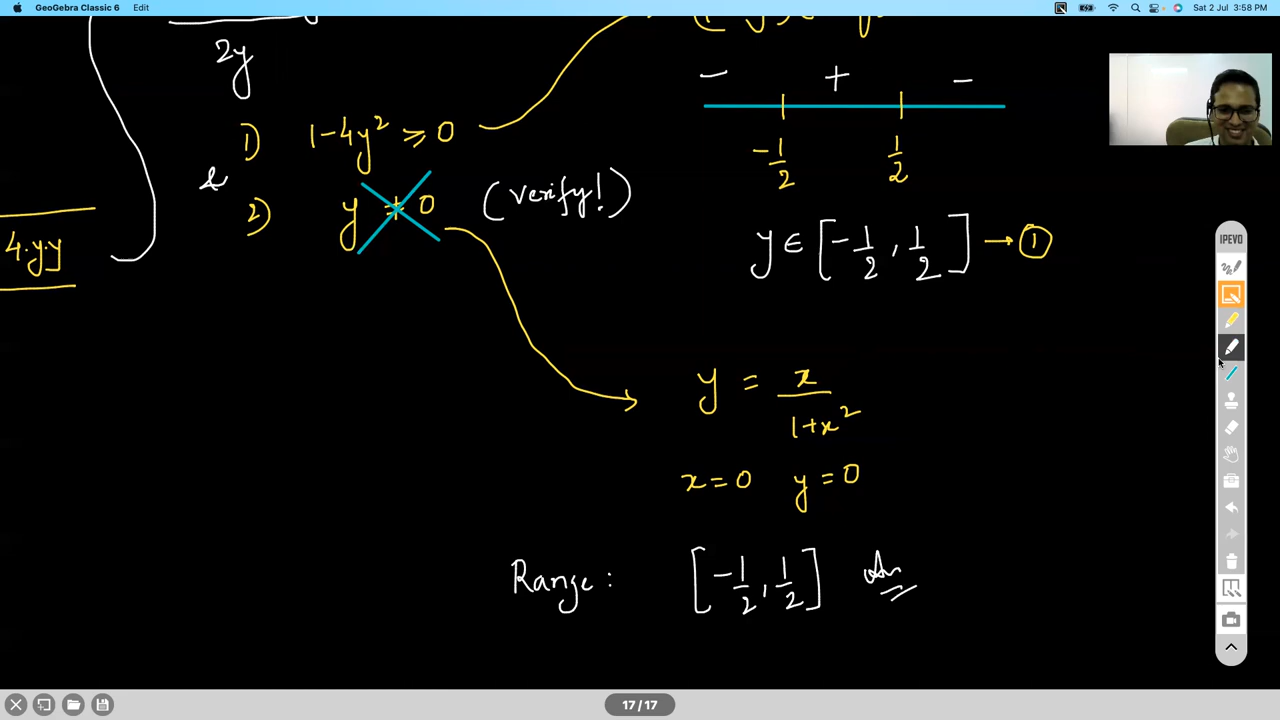 GeoGebra Classic 6 Edit Sat 2 Jul 3:58 PM
2y
- + -
1) 1-4y² ≥ 0
-1/2 1/2
&
2) y ≠ 0 (verify!)
4.y.y]
y ∈ [-1/2, 1/2] → ①
IPEVO
y = x/(1+x²)
x=0 y=0
Range: [-1/2, 1/2] Ans
17/17